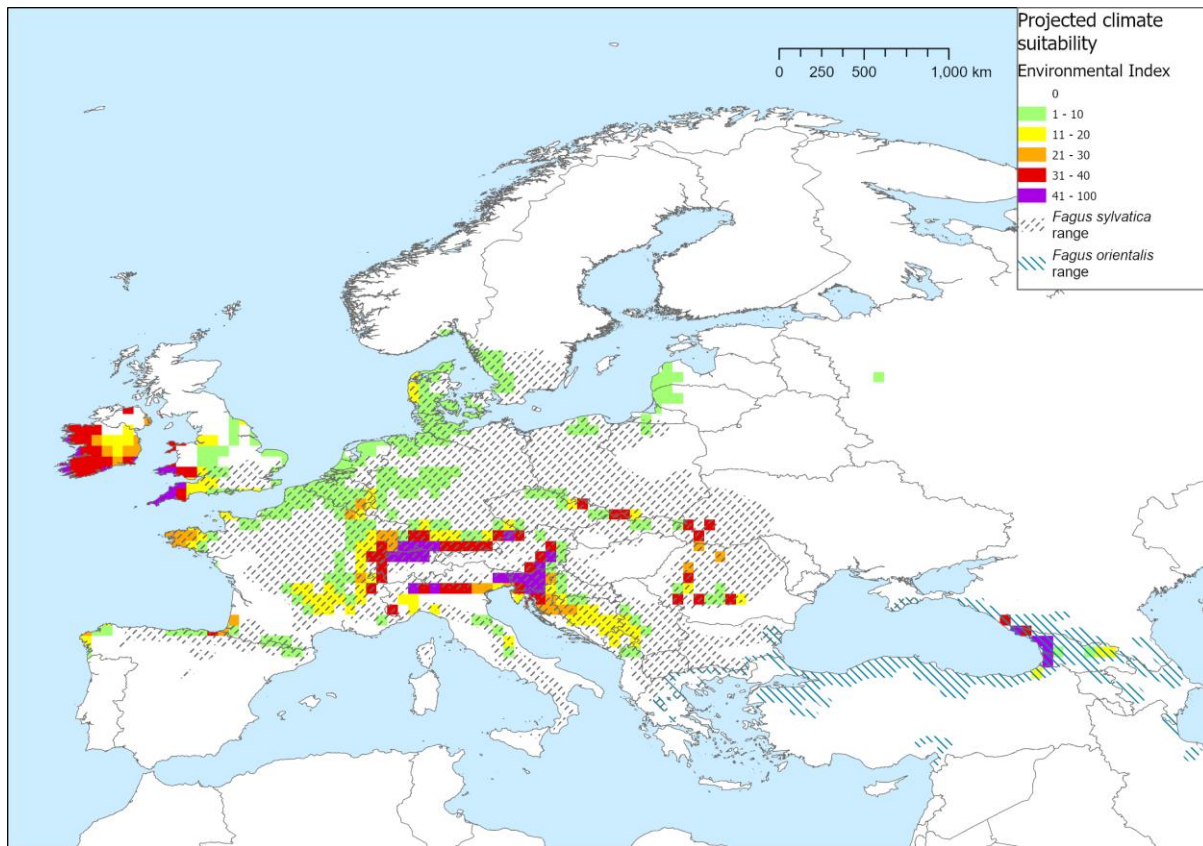 Projected climate
suitability
Environmental Index
0
1 - 10
11 - 20
21 - 30
31 - 40
41 - 100
Fagus sylvatica
range
Fagus orientalis
range
0 250 500 1,000 km